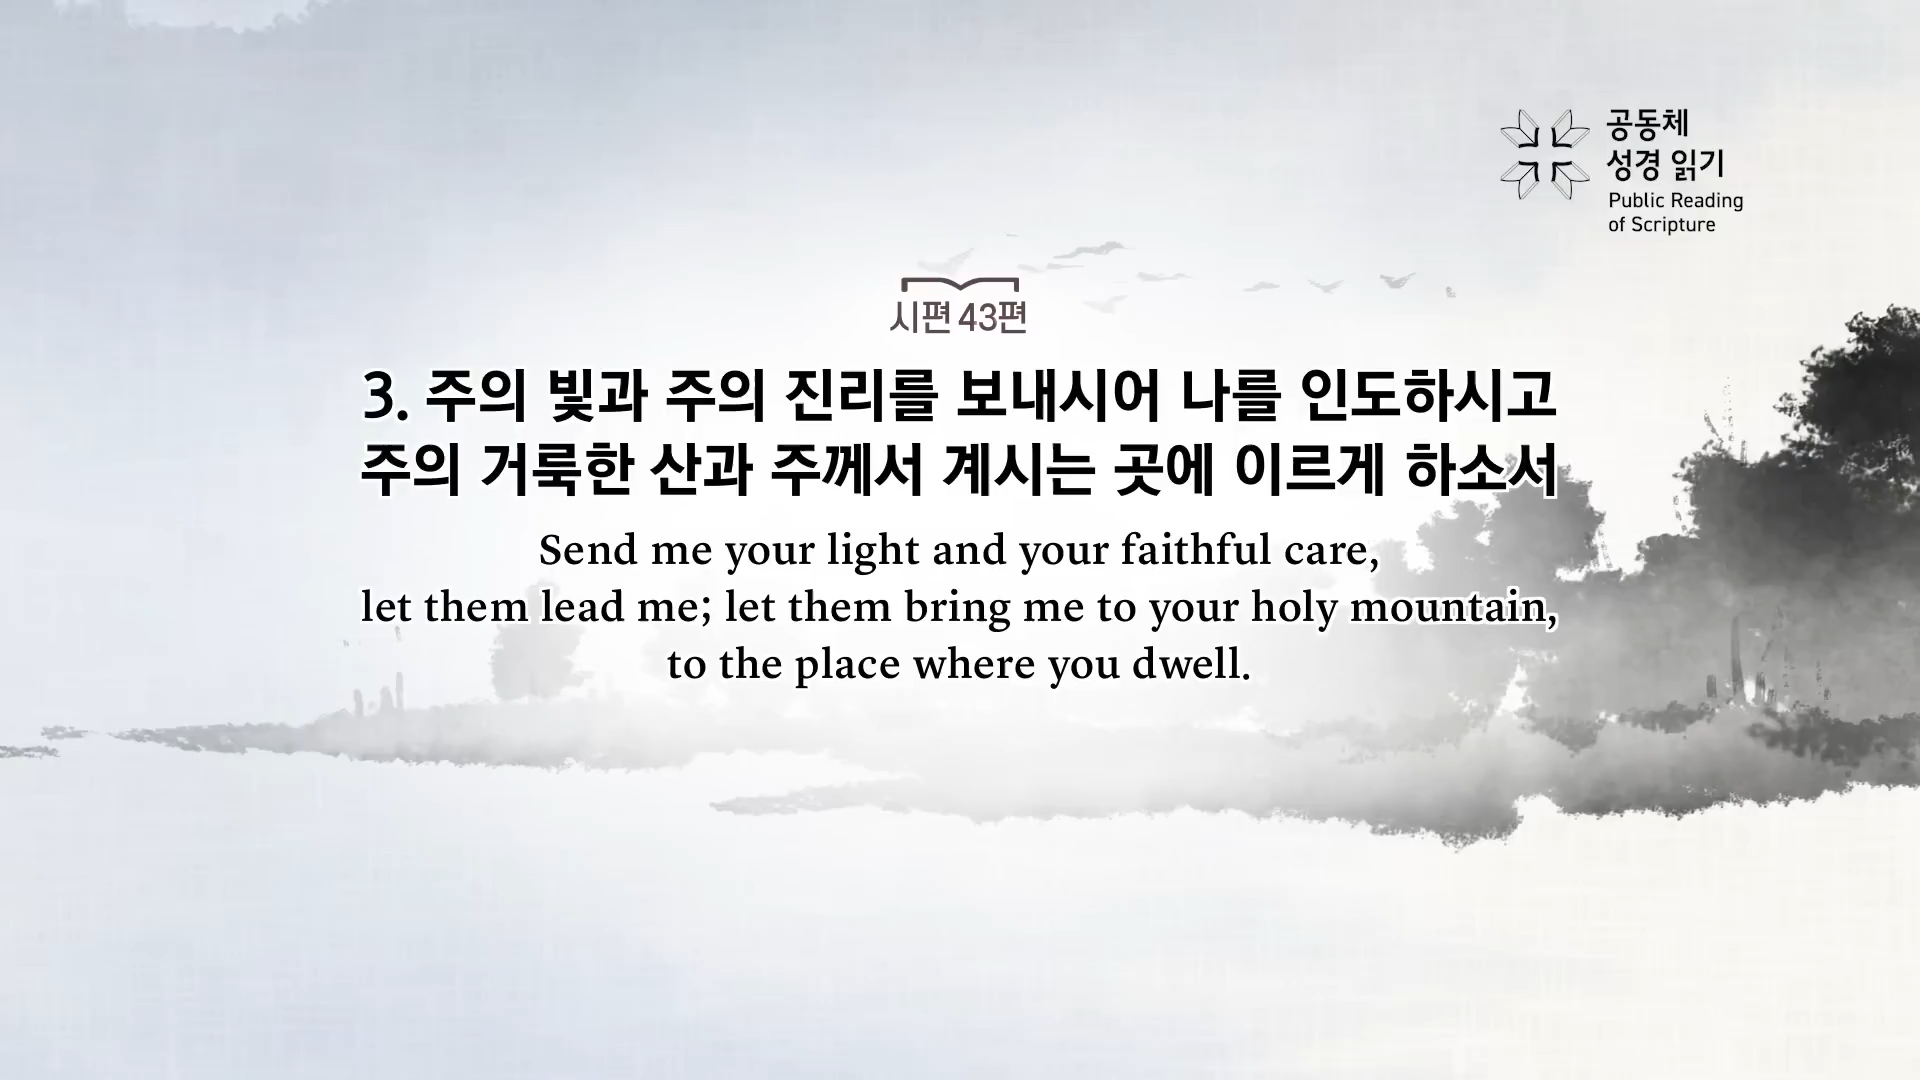 공동체
성경 읽기
Public Reading
of Scripture
시편 43편
3. 주의 빛과 주의 진리를 보내시어 나를 인도하시고
주의 거룩한 산과 주께서 계시는 곳에 이르게 하소서
Send me your light and your faithful care,
let them lead me; let them bring me to your holy mountain,
to the place where you dwell.